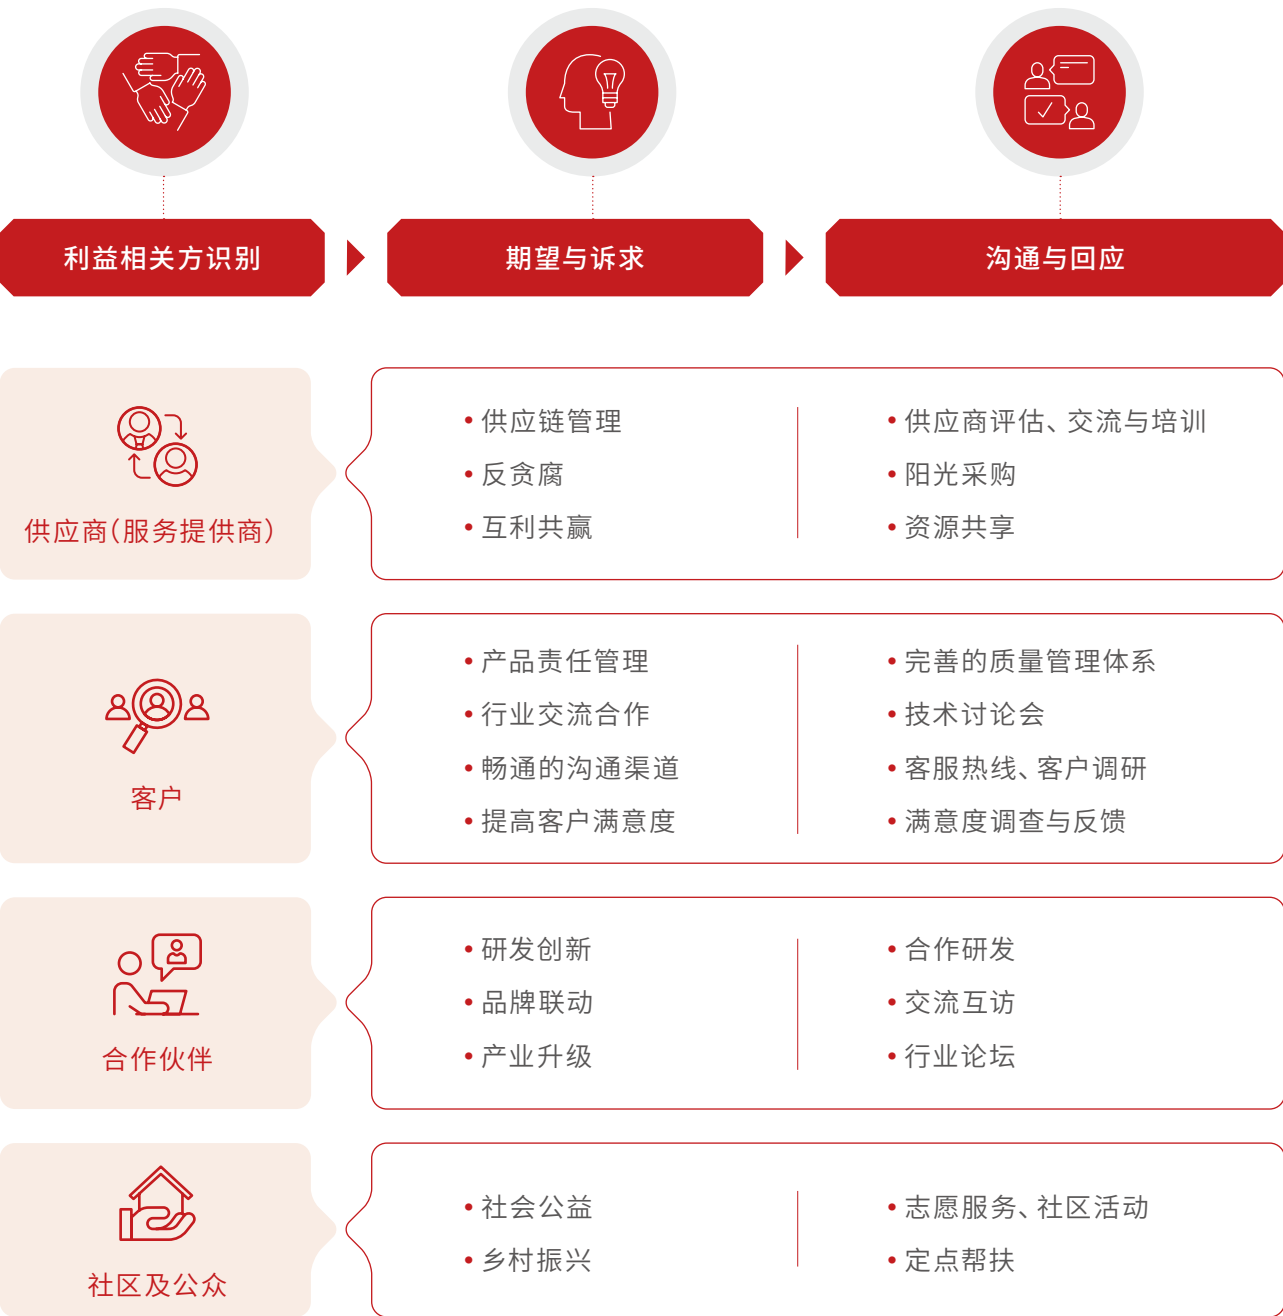 利益相关方识别
期望与诉求
沟通与回应
供应商(服务提供商)
• 供应链管理
• 反贪腐
• 互利共赢
• 供应商评估、交流与培训
• 阳光采购
• 资源共享
客户
• 产品责任管理
• 行业交流合作
• 畅通的沟通渠道
• 提高客户满意度
• 完善的质量管理体系
• 技术讨论会
• 客服热线、客户调研
• 满意度调查与反馈
合作伙伴
• 研发创新
• 品牌联动
• 产业升级
• 合作研发
• 交流互访
• 行业论坛
社区及公众
• 社会公益
• 乡村振兴
• 志愿服务、社区活动
• 定点帮扶